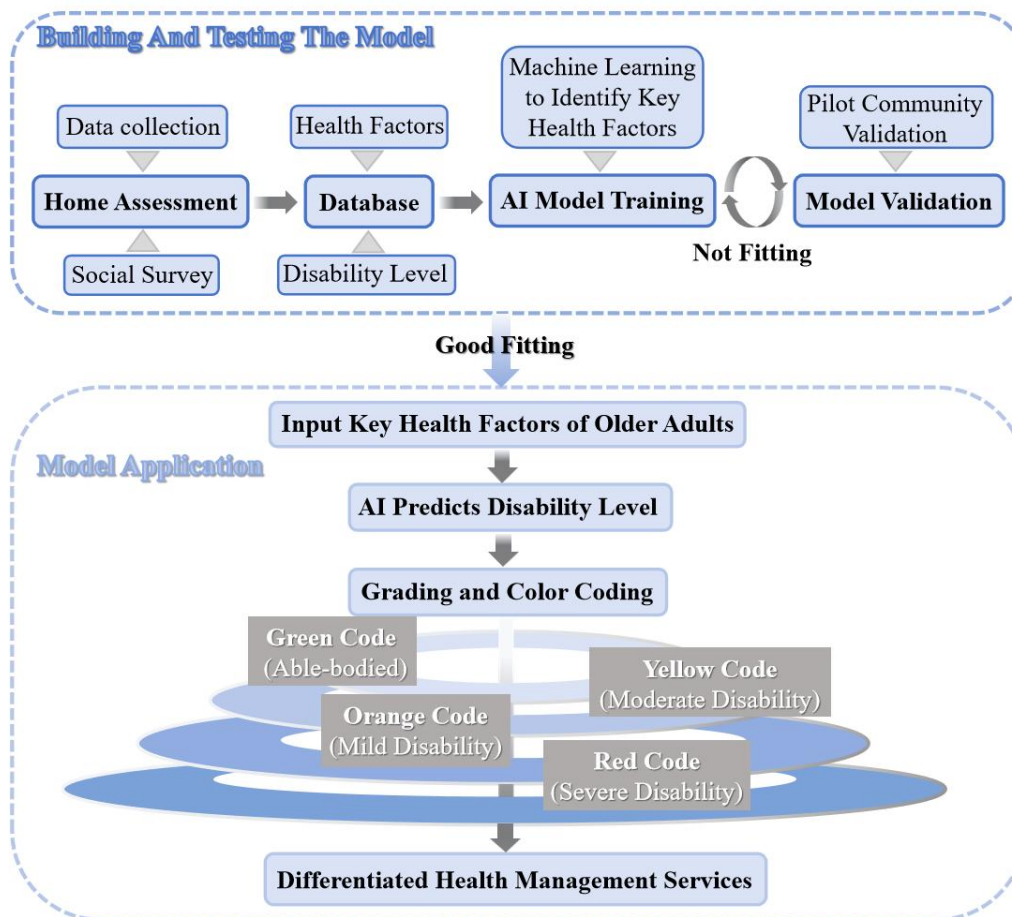 Building And Testing The Model
Data collection
Health Factors
Machine Learning
to Identify Key
Health Factors
Pilot Community
Validation
Home Assessment
Database
AI Model Training
Model Validation
Social Survey
Disability Level
Not Fitting
Good Fitting
Input Key Health Factors of Older Adults
Model Application
AI Predicts Disability Level
Grading and Color Coding
Green Code
(Able-bodied)
Yellow Code
(Moderate Disability)
Orange Code
(Mild Disability)
Red Code
(Severe Disability)
Differentiated Health Management Services